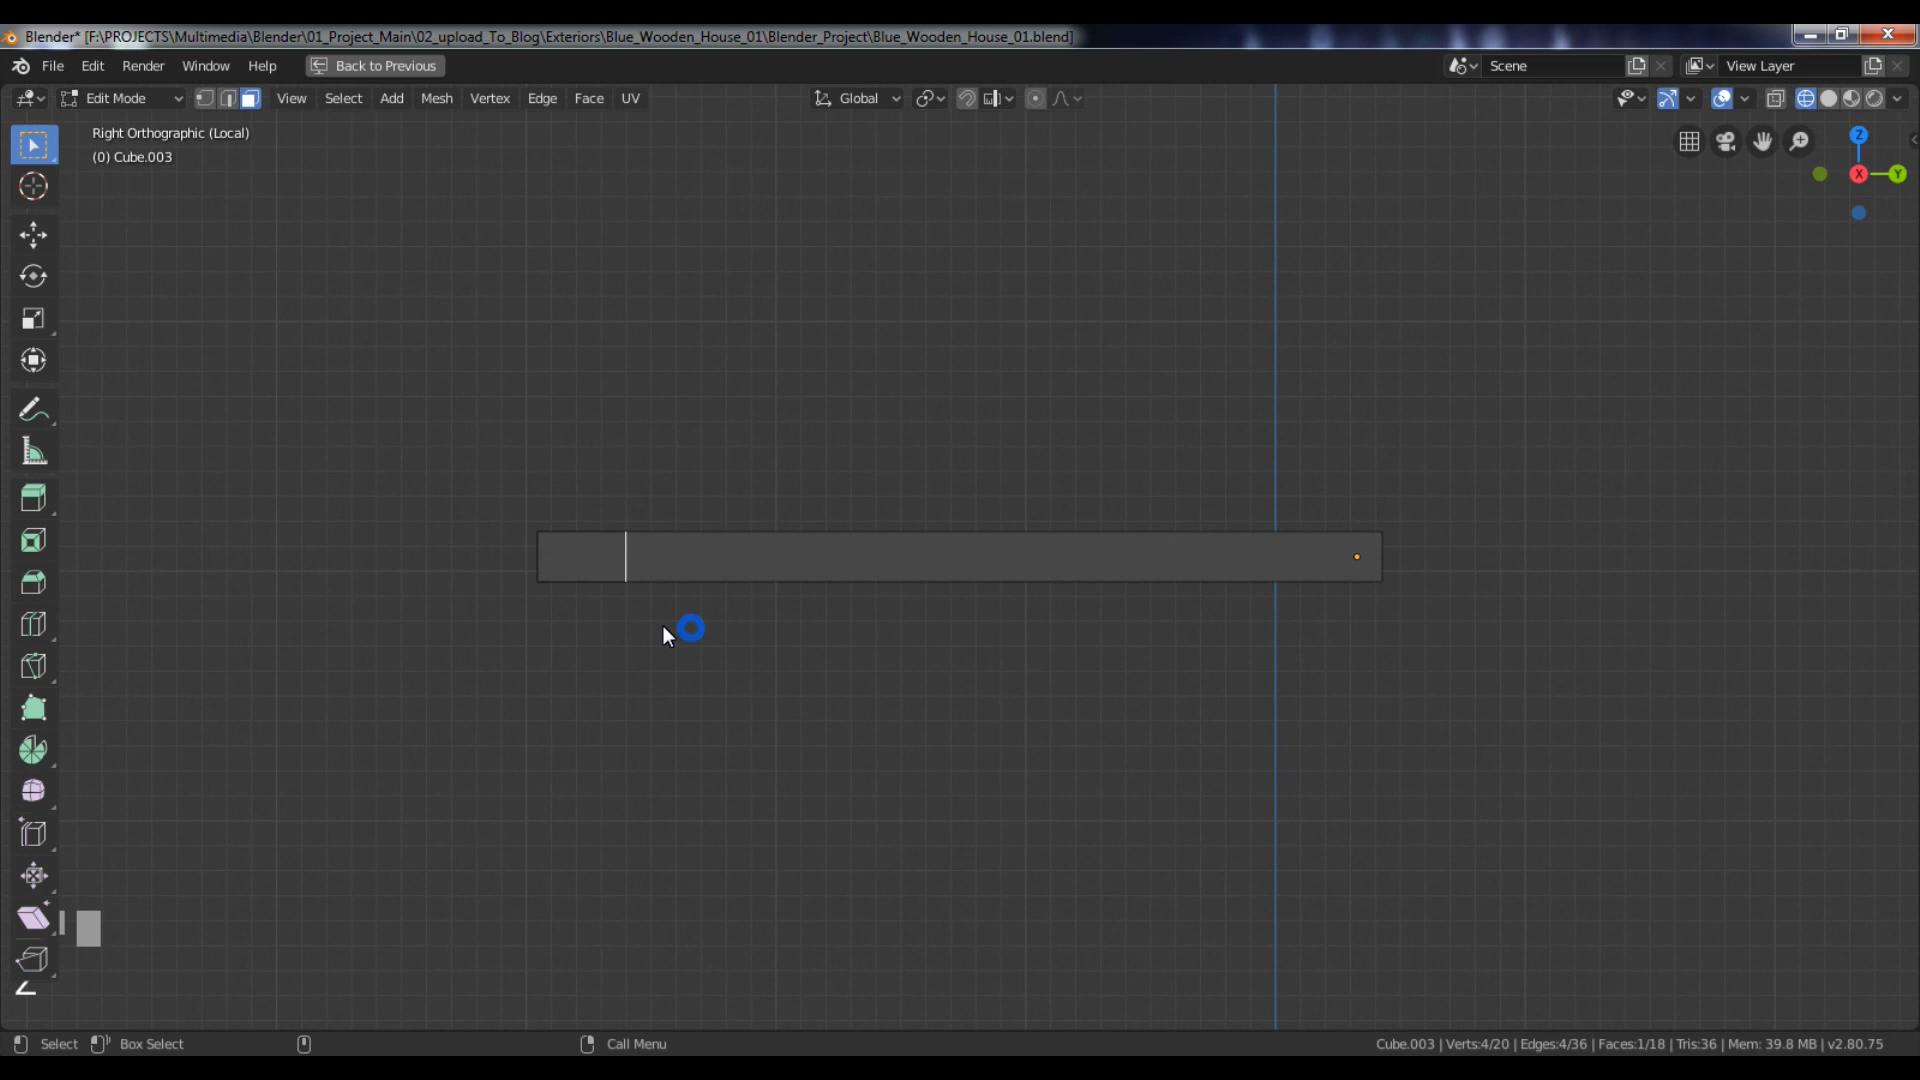 Blender* [F:\PROJECTS\Multimedia\Blender\01_Project_Main\02_upload_To_Blog\Exteriors\Blue_Wooden_House_01\Blender_Project\Blue_Wooden_House_01.blend]
File Edit Render Window Help Back to Previous Scene View Layer
Edit Mode View Select Add Mesh Vertex Edge Face UV Global
Right Orthographic (Local)
(0) Cube.003
Z
X Y
Select Box Select Call Menu Cube.003 | Verts:4/20 | Edges:4/36 | Faces:1/18 | Tris:36 | Mem: 39.8 MB | v2.80.75